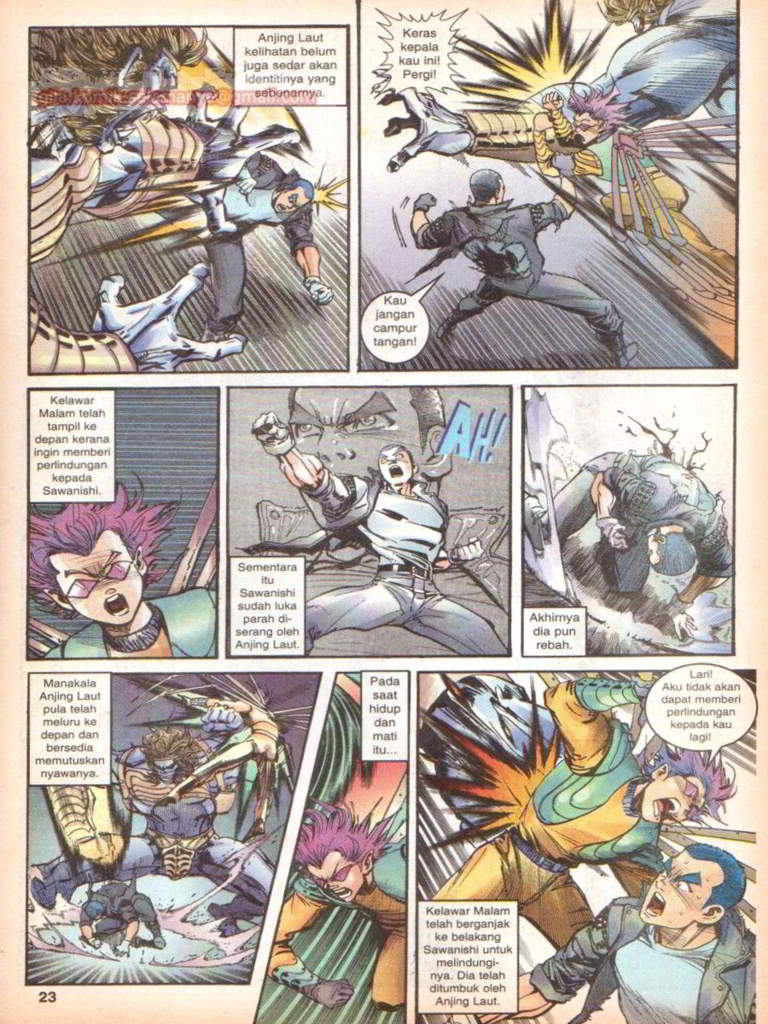 Anjing Laut
kelihatan belum
juga sedar akan
identitinya yang
sebenarnya.
Keras
kepala
kau ini!
Pergi!
Kau
jangan
campur
tangan!
Kelawar
Malam telah
tampil ke
depan kerana
ingin memberi
perlindungan
kepada
Sawanishi.
AH!
Sementara
itu
Sawanishi
sudah luka
parah di-
serang oleh
Anjing Laut.
Akhirnya
dia pun
rebah.
Manakala
Anjing Laut
pula telah
meluru ke
depan dan
bersedia
memutuskan
nyawanya.
Pada
saat
hidup
dan
mati
itu...
Lari!
Aku tidak akan
dapat memberi
perlindungan
kepada kau
lagi!
Kelawar Malam
telah berganjak
ke belakang
Sawanishi untuk
melindungi-
nya. Dia telah
ditumbuk oleh
Anjing Laut.
23